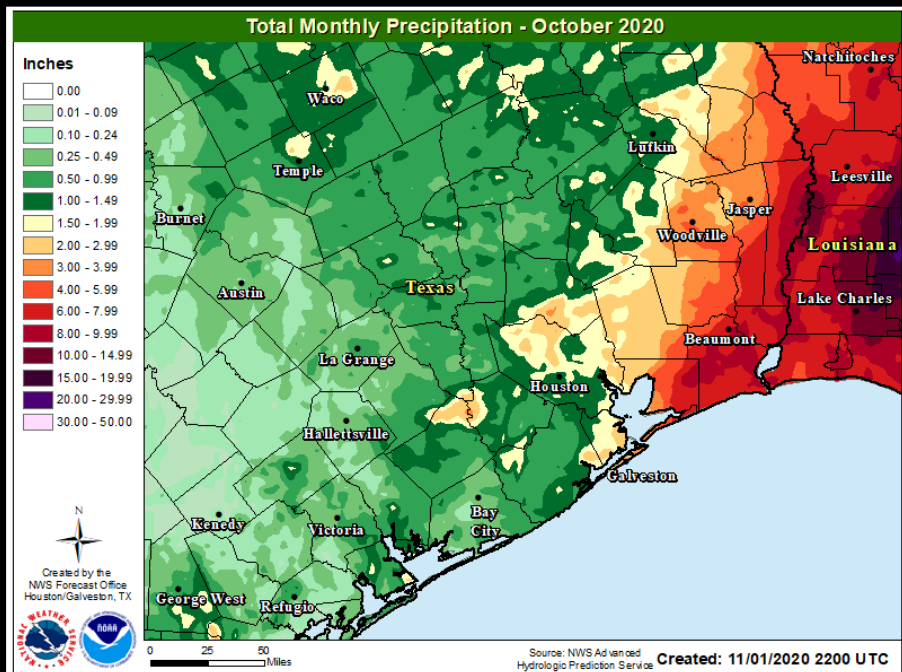 Total Monthly Precipitation - October 2020
Inches
0.00
0.01 - 0.09
0.10 - 0.24
0.25 - 0.49
0.50 - 0.99
1.00 - 1.49
1.50 - 1.99
2.00 - 2.99
3.00 - 3.99
4.00 - 5.99
6.00 - 7.99
8.00 - 9.99
10.00 - 14.99
15.00 - 19.99
20.00 - 29.99
30.00 - 50.00
Natchitoches
Waco
Lufkin
Temple
Leesville
Burnet
Jasper
Woodville
Louisiana
Austin
Texas
Lake Charles
Beaumont
La Grange
Houston
Hallettsville
Galveston
Kenedy
Victoria
Bay
City
George West
Refugio
N
Created by the
NWS Forecast Office
Houston/Galveston, TX
NATIONAL WEATHER SERVICE
NOAA
0 25 50
Miles
Source: NWS Advanced
Hydrologic Prediction Service
Created: 11/01/2020 2200 UTC